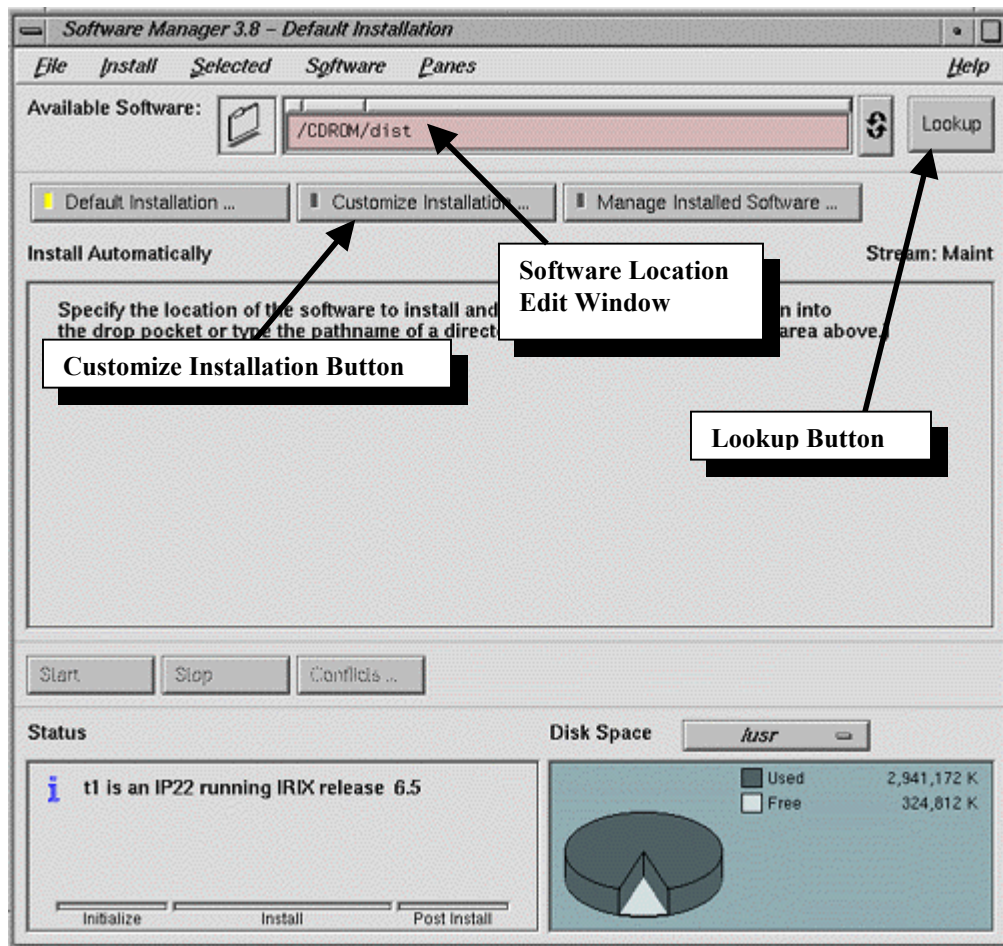 Software Manager 3.8 – Default Installation
File Install Selected Software Panes Help
Available Software:
/CDROM/dist
Lookup
Default Installation ...
Customize Installation ...
Manage Installed Software ...
Install Automatically
Stream: Maint
Software Location
Edit Window
Specify the location of the software to install and
n into
the drop pocket or type the pathname of a direct
area above.)
Customize Installation Button
Lookup Button
Start
Stop
Conflicts ...
Status
Disk Space
/usr
t1 is an IP22 running IRIX release 6.5
Used 2,941,172 K
Free 324,812 K
Initialize
Install
Post Install